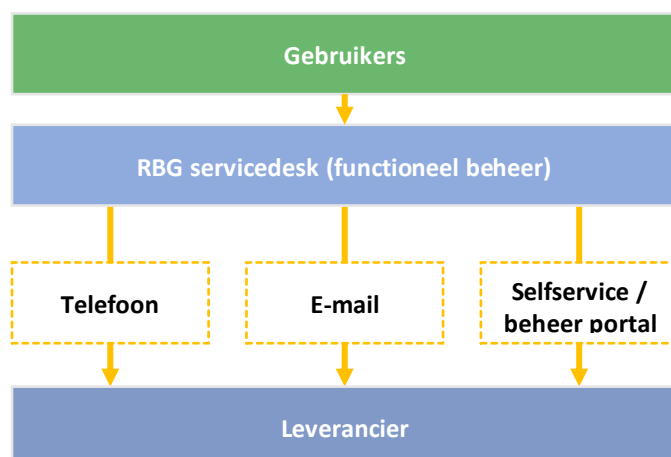 Gebruikers
RBG servicedesk (functioneel beheer)
Telefoon
E-mail
Selfservice /
beheer portal
Leverancier